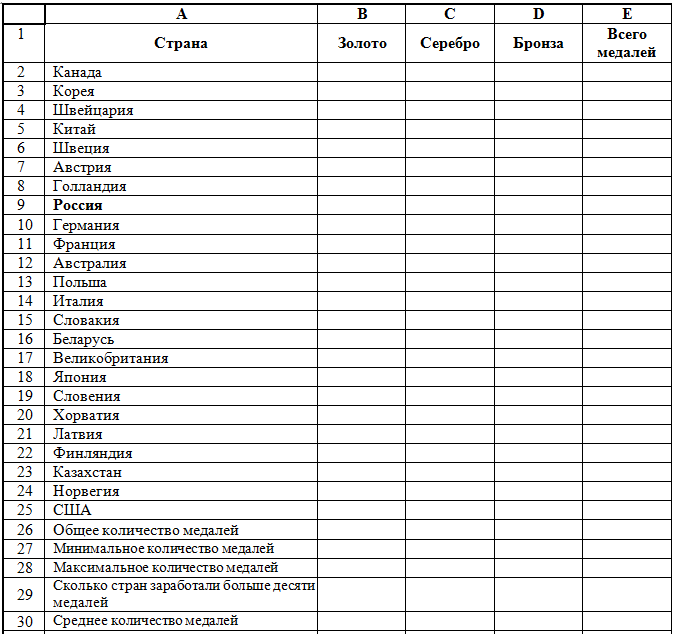 A B C D E
1 Страна Золото Серебро Бронза Всего
медалей
2 Канада
3 Корея
4 Швейцария
5 Китай
6 Швеция
7 Австрия
8 Голландия
9 Россия
10 Германия
11 Франция
12 Австралия
13 Польша
14 Италия
15 Словакия
16 Беларусь
17 Великобритания
18 Япония
19 Словения
20 Хорватия
21 Латвия
22 Финляндия
23 Казахстан
24 Норвегия
25 США
26 Общее количество медалей
27 Минимальное количество медалей
28 Максимальное количество медалей
29 Сколько стран заработали больше десяти
медалей
30 Среднее количество медалей